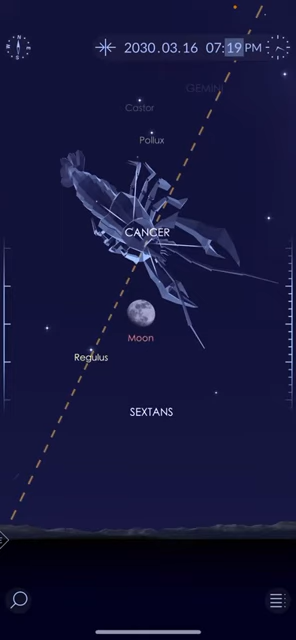 N
E
S
2030.03.16 07:19 PM
GEMINI
Castor
Pollux
CANCER
Moon
Regulus
SEXTANS
E